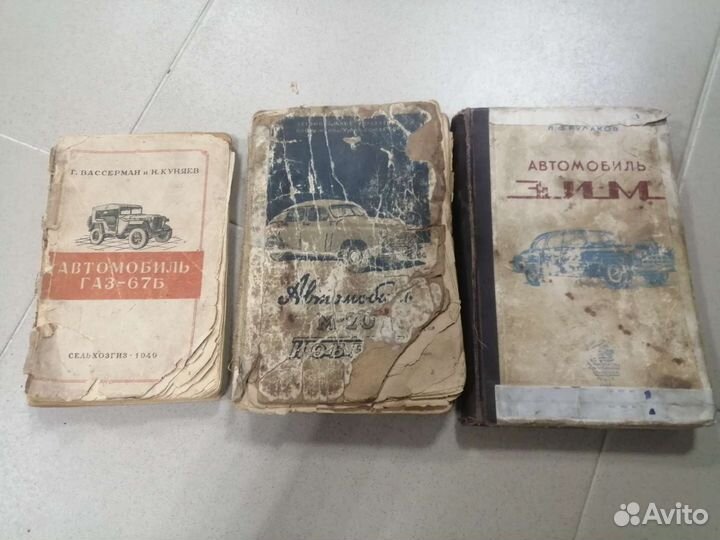 Г. ВАССЕРМАН и Н. КУНЯЕВ
АВТОМОБИЛЬ
ГАЗ-67Б
СЕЛЬХОЗГИЗ · 1949
Автомобиль
М-20
АВТОМОБИЛЬ
ЗИМ
Avito